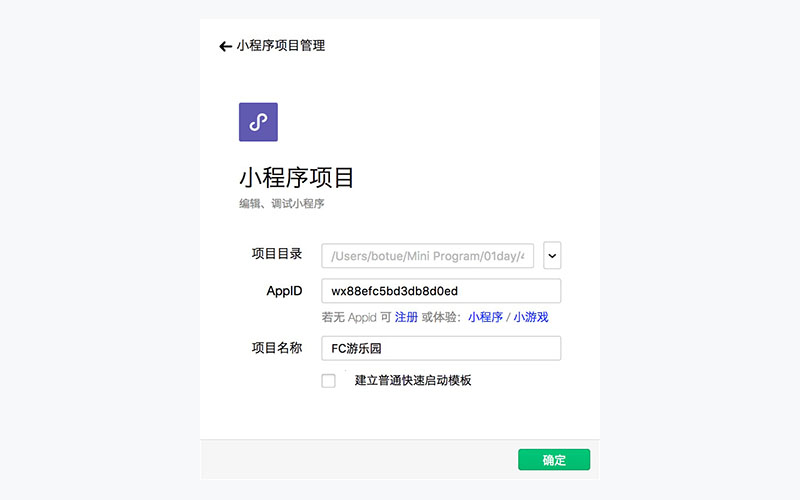 小程序项目管理
小程序项目
编辑、调试小程序
项目目录 /Users/botue/Mini Program/01day/
AppID wx88efc5bd3db8d0ed
若无 Appid 可 注册 或体验：小程序 / 小游戏
项目名称 FC游乐园
建立普通快速启动模板
确定